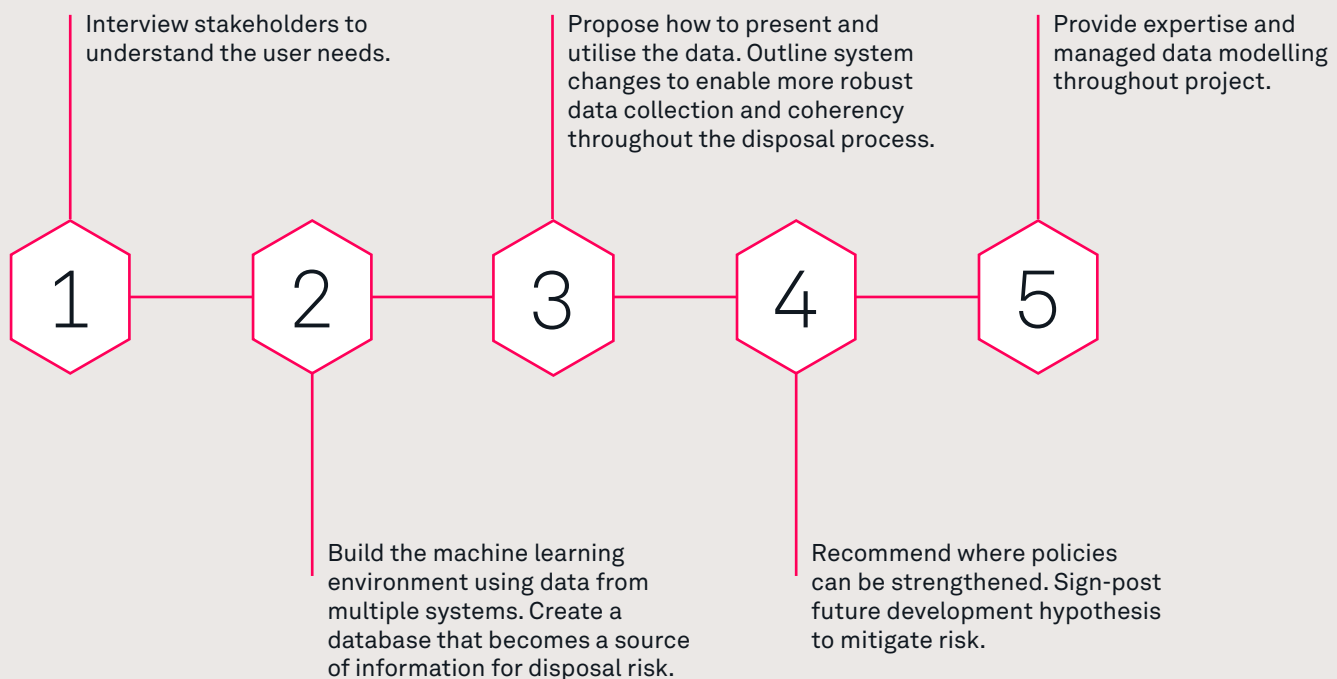 1
Interview stakeholders to
understand the user needs.
2
Build the machine learning
environment using data from
multiple systems. Create a
database that becomes a source
of information for disposal risk.
3
Propose how to present and
utilise the data. Outline system
changes to enable more robust
data collection and coherency
throughout the disposal process.
4
Recommend where policies
can be strengthened. Sign-post
future development hypothesis
to mitigate risk.
5
Provide expertise and
managed data modelling
throughout project.